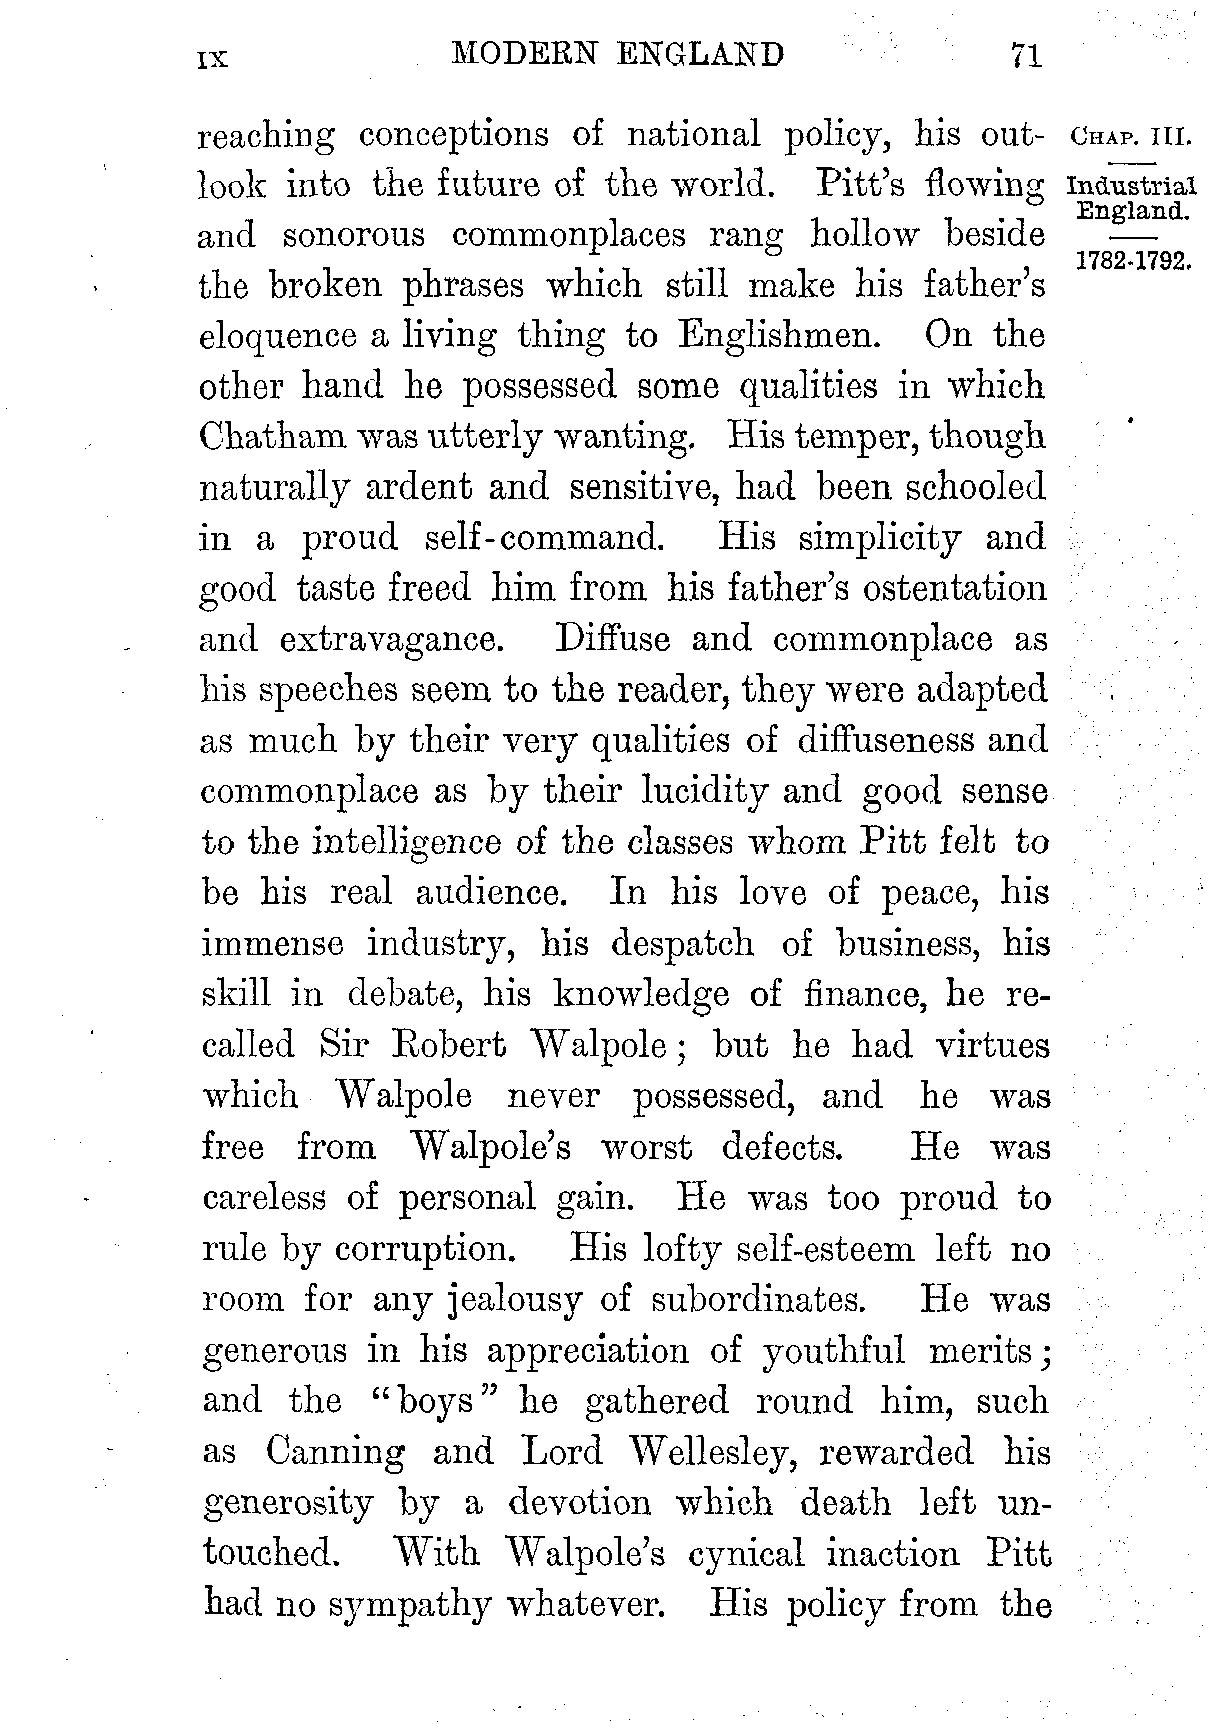 IX MODERN ENGLAND 71
reaching conceptions of national policy, his out-
look into the future of the world. Pitt's flowing
and sonorous commonplaces rang hollow beside
the broken phrases which still make his father's
eloquence a living thing to Englishmen. On the
other hand he possessed some qualities in which
Chatham was utterly wanting. His temper, though
naturally ardent and sensitive, had been schooled
in a proud self-command. His simplicity and
good taste freed him from his father's ostentation
and extravagance. Diffuse and commonplace as
his speeches seem to the reader, they were adapted
as much by their very qualities of diffuseness and
commonplace as by their lucidity and good sense
to the intelligence of the classes whom Pitt felt to
be his real audience. In his love of peace, his
immense industry, his despatch of business, his
skill in debate, his knowledge of finance, he re-
called Sir Robert Walpole; but he had virtues
which Walpole never possessed, and he was
free from Walpole's worst defects. He was
careless of personal gain. He was too proud to
rule by corruption. His lofty self-esteem left no
room for any jealousy of subordinates. He was
generous in his appreciation of youthful merits;
and the "boys" he gathered round him, such
as Canning and Lord Wellesley, rewarded his
generosity by a devotion which death left un-
touched. With Walpole's cynical inaction Pitt
had no sympathy whatever. His policy from the
CHAP. III.
Industrial
England.
1782-1792.